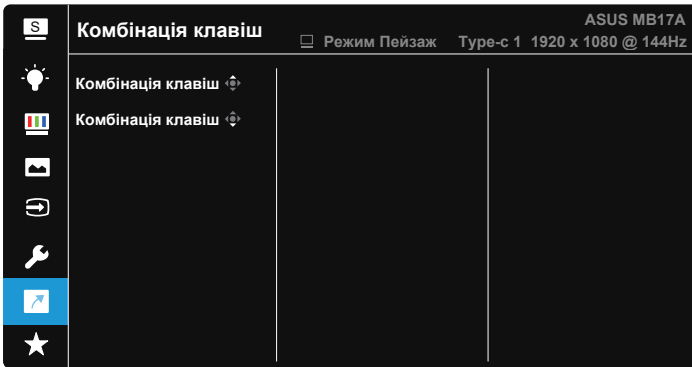 S
Комбінація клавіш
ASUS MB17A
Режим Пейзаж Type-c 1 1920 x 1080 @ 144Hz
Комбінація клавіш
Комбінація клавіш